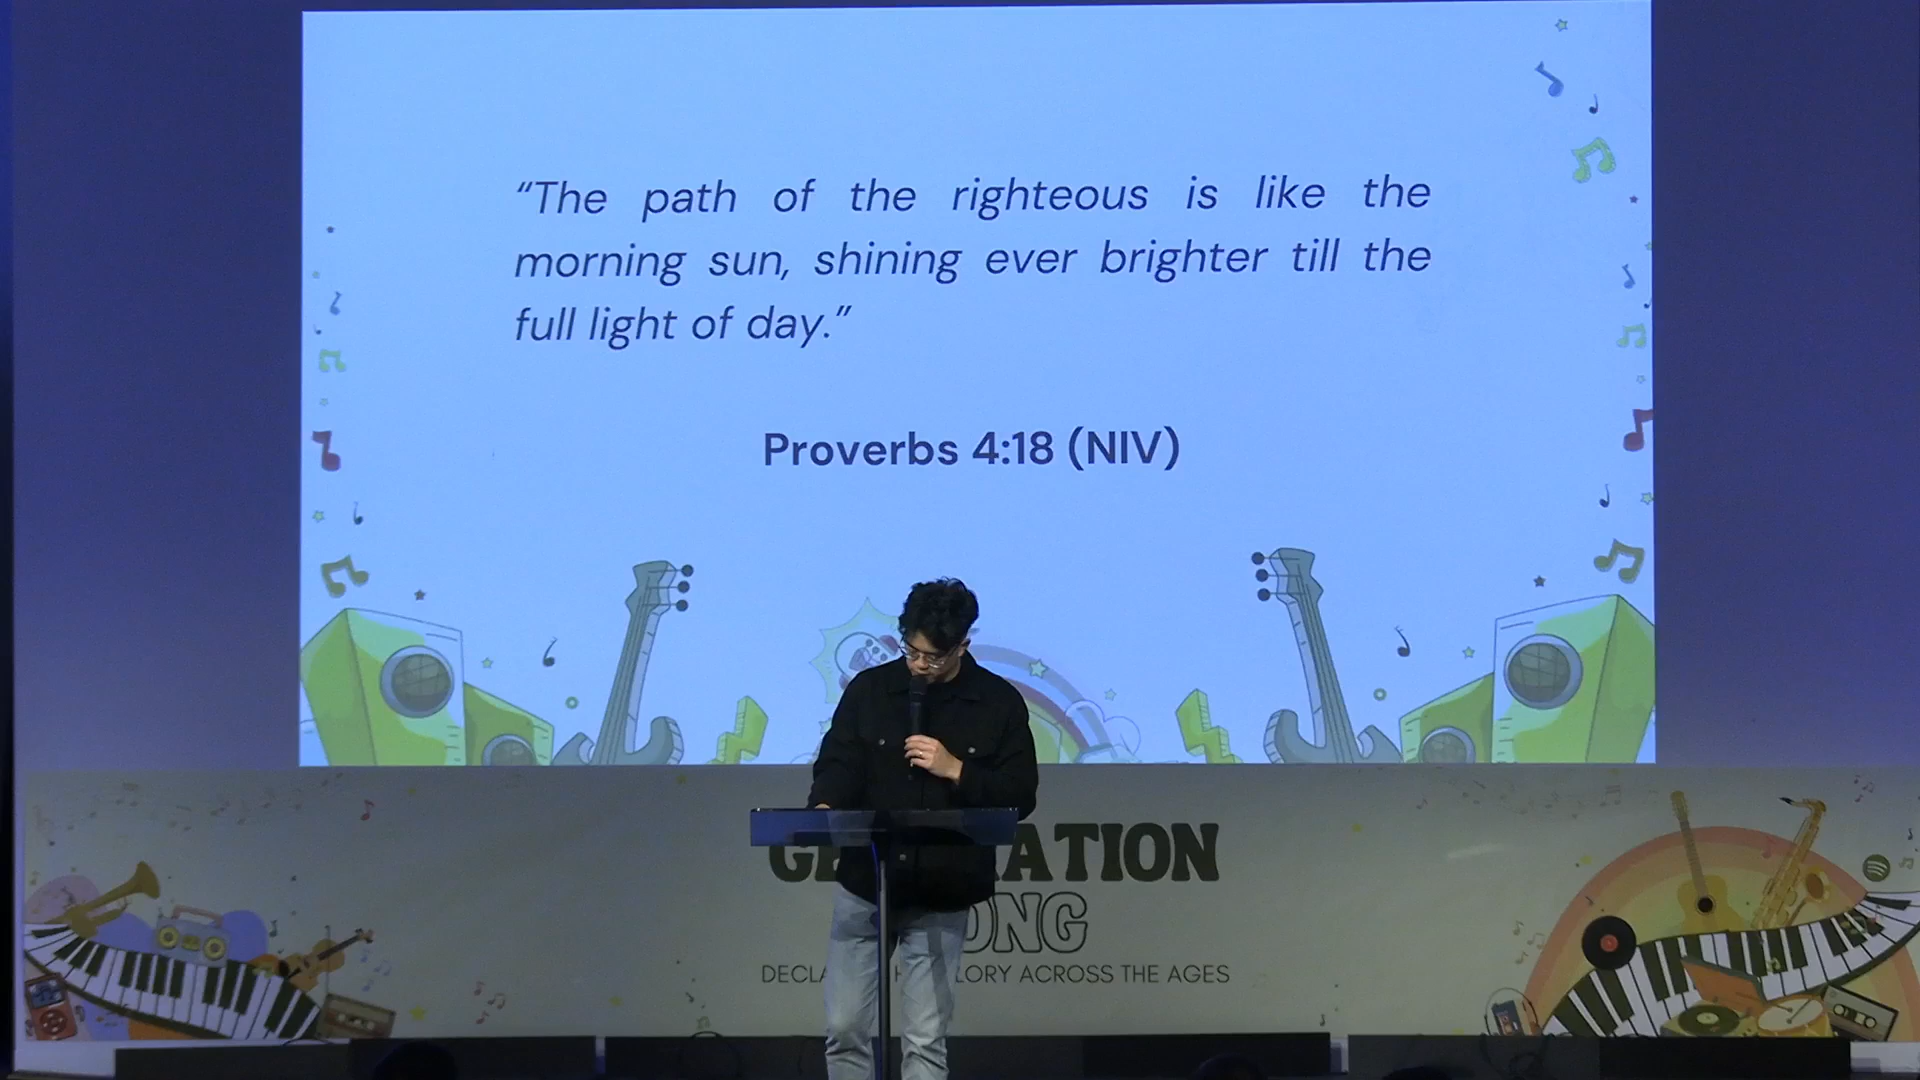 “The path of the righteous is like the
morning sun, shining ever brighter till the
full light of day.”
Proverbs 4:18 (NIV)
ATION
ONG
LORY ACROSS THE AGES